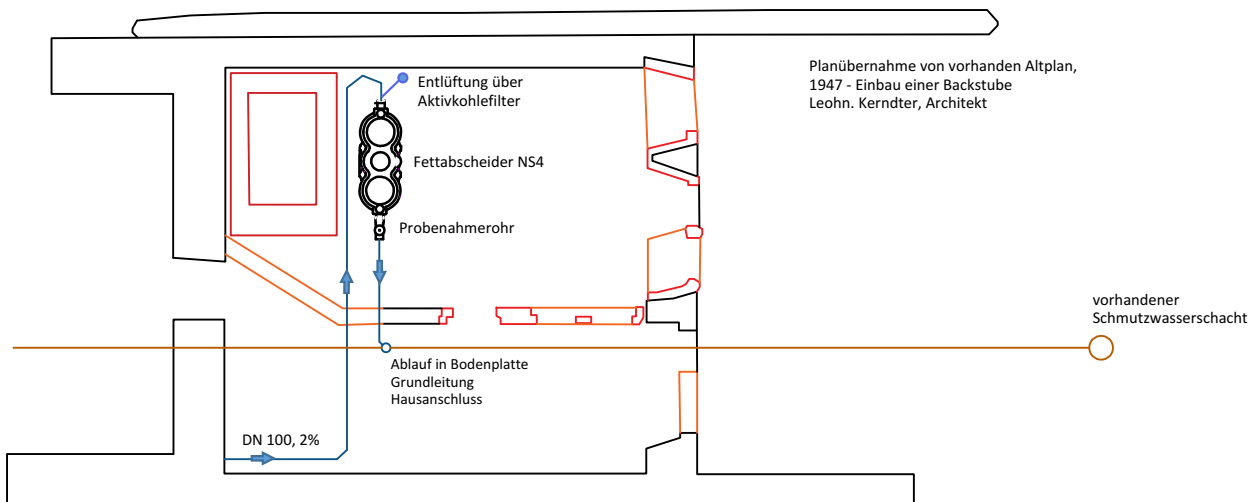 Planübernahme von vorhanden Altplan,
1947 - Einbau einer Backstube
Leohn. Kerndter, Architekt
Entlüftung über
Aktivkohlefilter
Fettabscheider NS4
Probenahmerohr
vorhandener
Schmutzwasserschacht
Ablauf in Bodenplatte
Grundleitung
Hausanschluss
DN 100, 2%